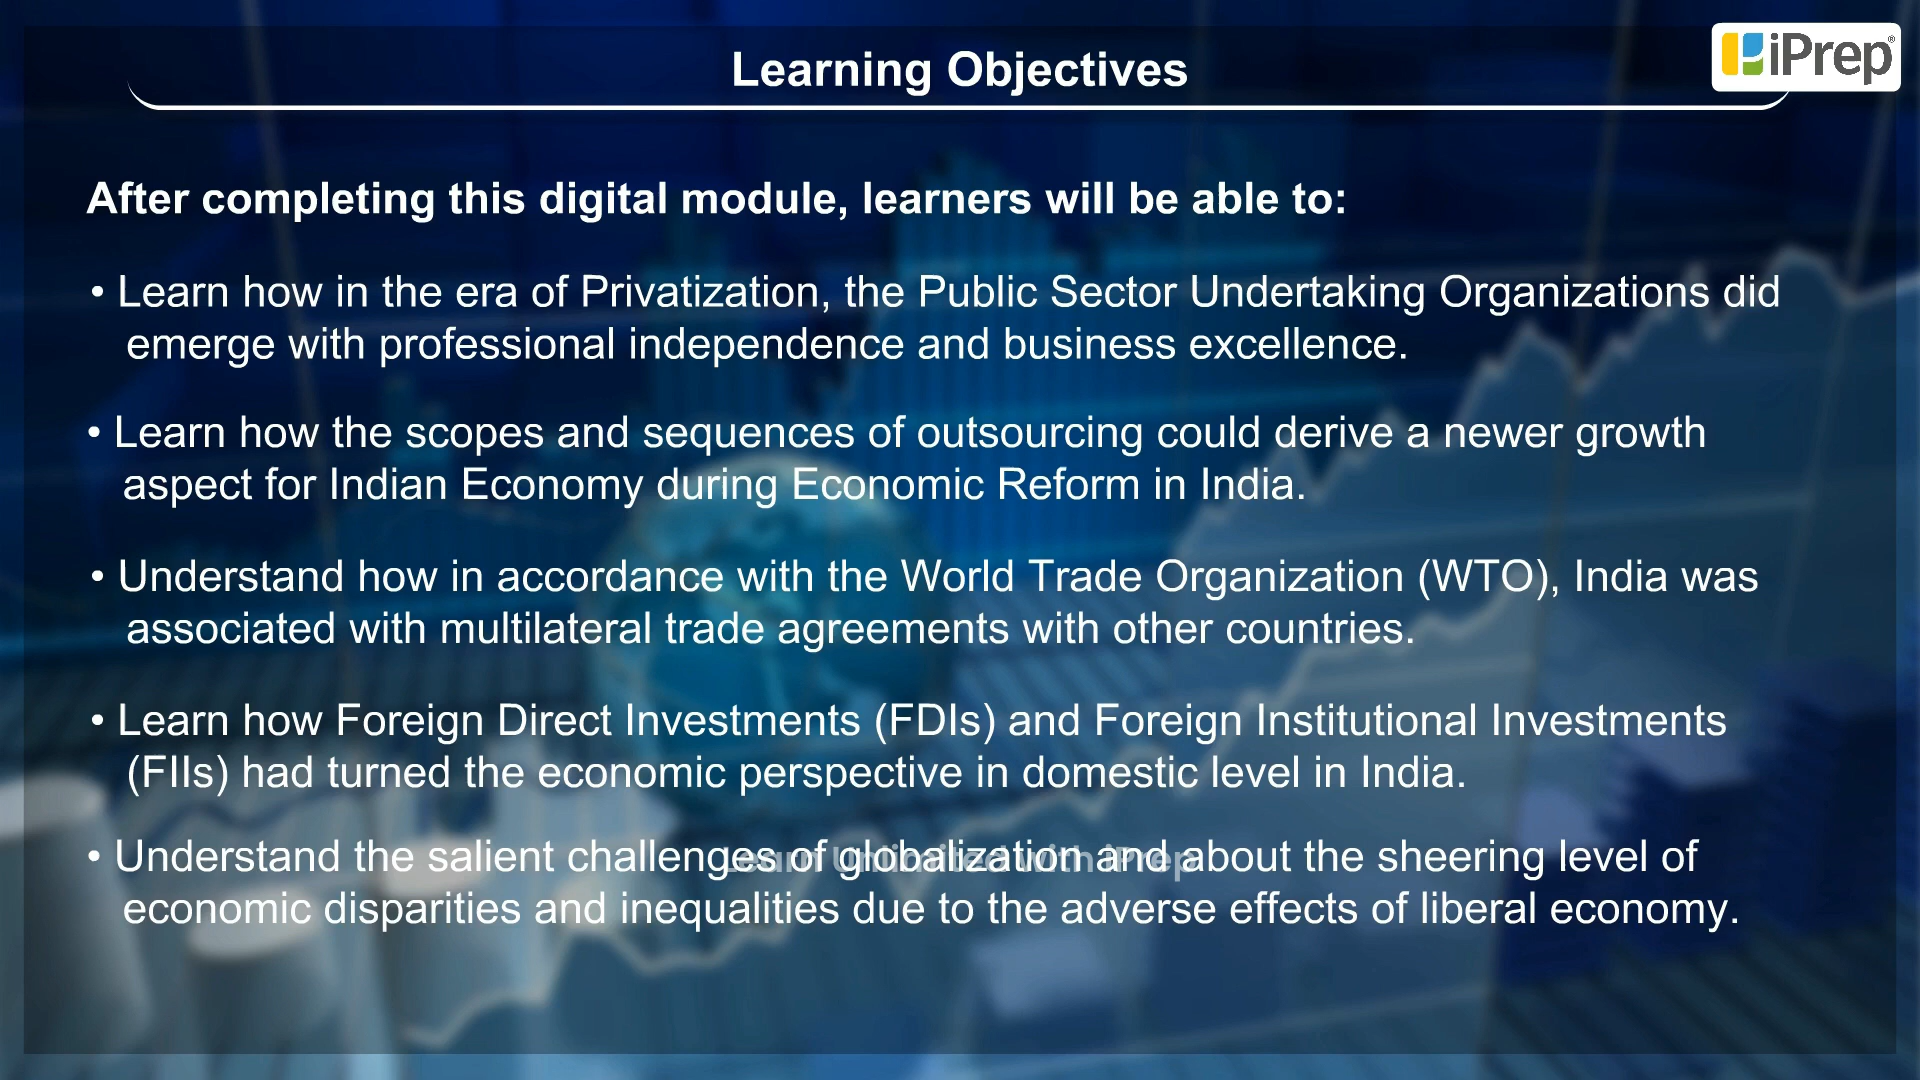 Learning Objectives
iPrep®
After completing this digital module, learners will be able to:
• Learn how in the era of Privatization, the Public Sector Undertaking Organizations did
emerge with professional independence and business excellence.
• Learn how the scopes and sequences of outsourcing could derive a newer growth
aspect for Indian Economy during Economic Reform in India.
• Understand how in accordance with the World Trade Organization (WTO), India was
associated with multilateral trade agreements with other countries.
• Learn how Foreign Direct Investments (FDIs) and Foreign Institutional Investments
(FIIs) had turned the economic perspective in domestic level in India.
• Understand the salient challenges of globalization and about the sheering level of
Learn Unlimited with iPrep
economic disparities and inequalities due to the adverse effects of liberal economy.